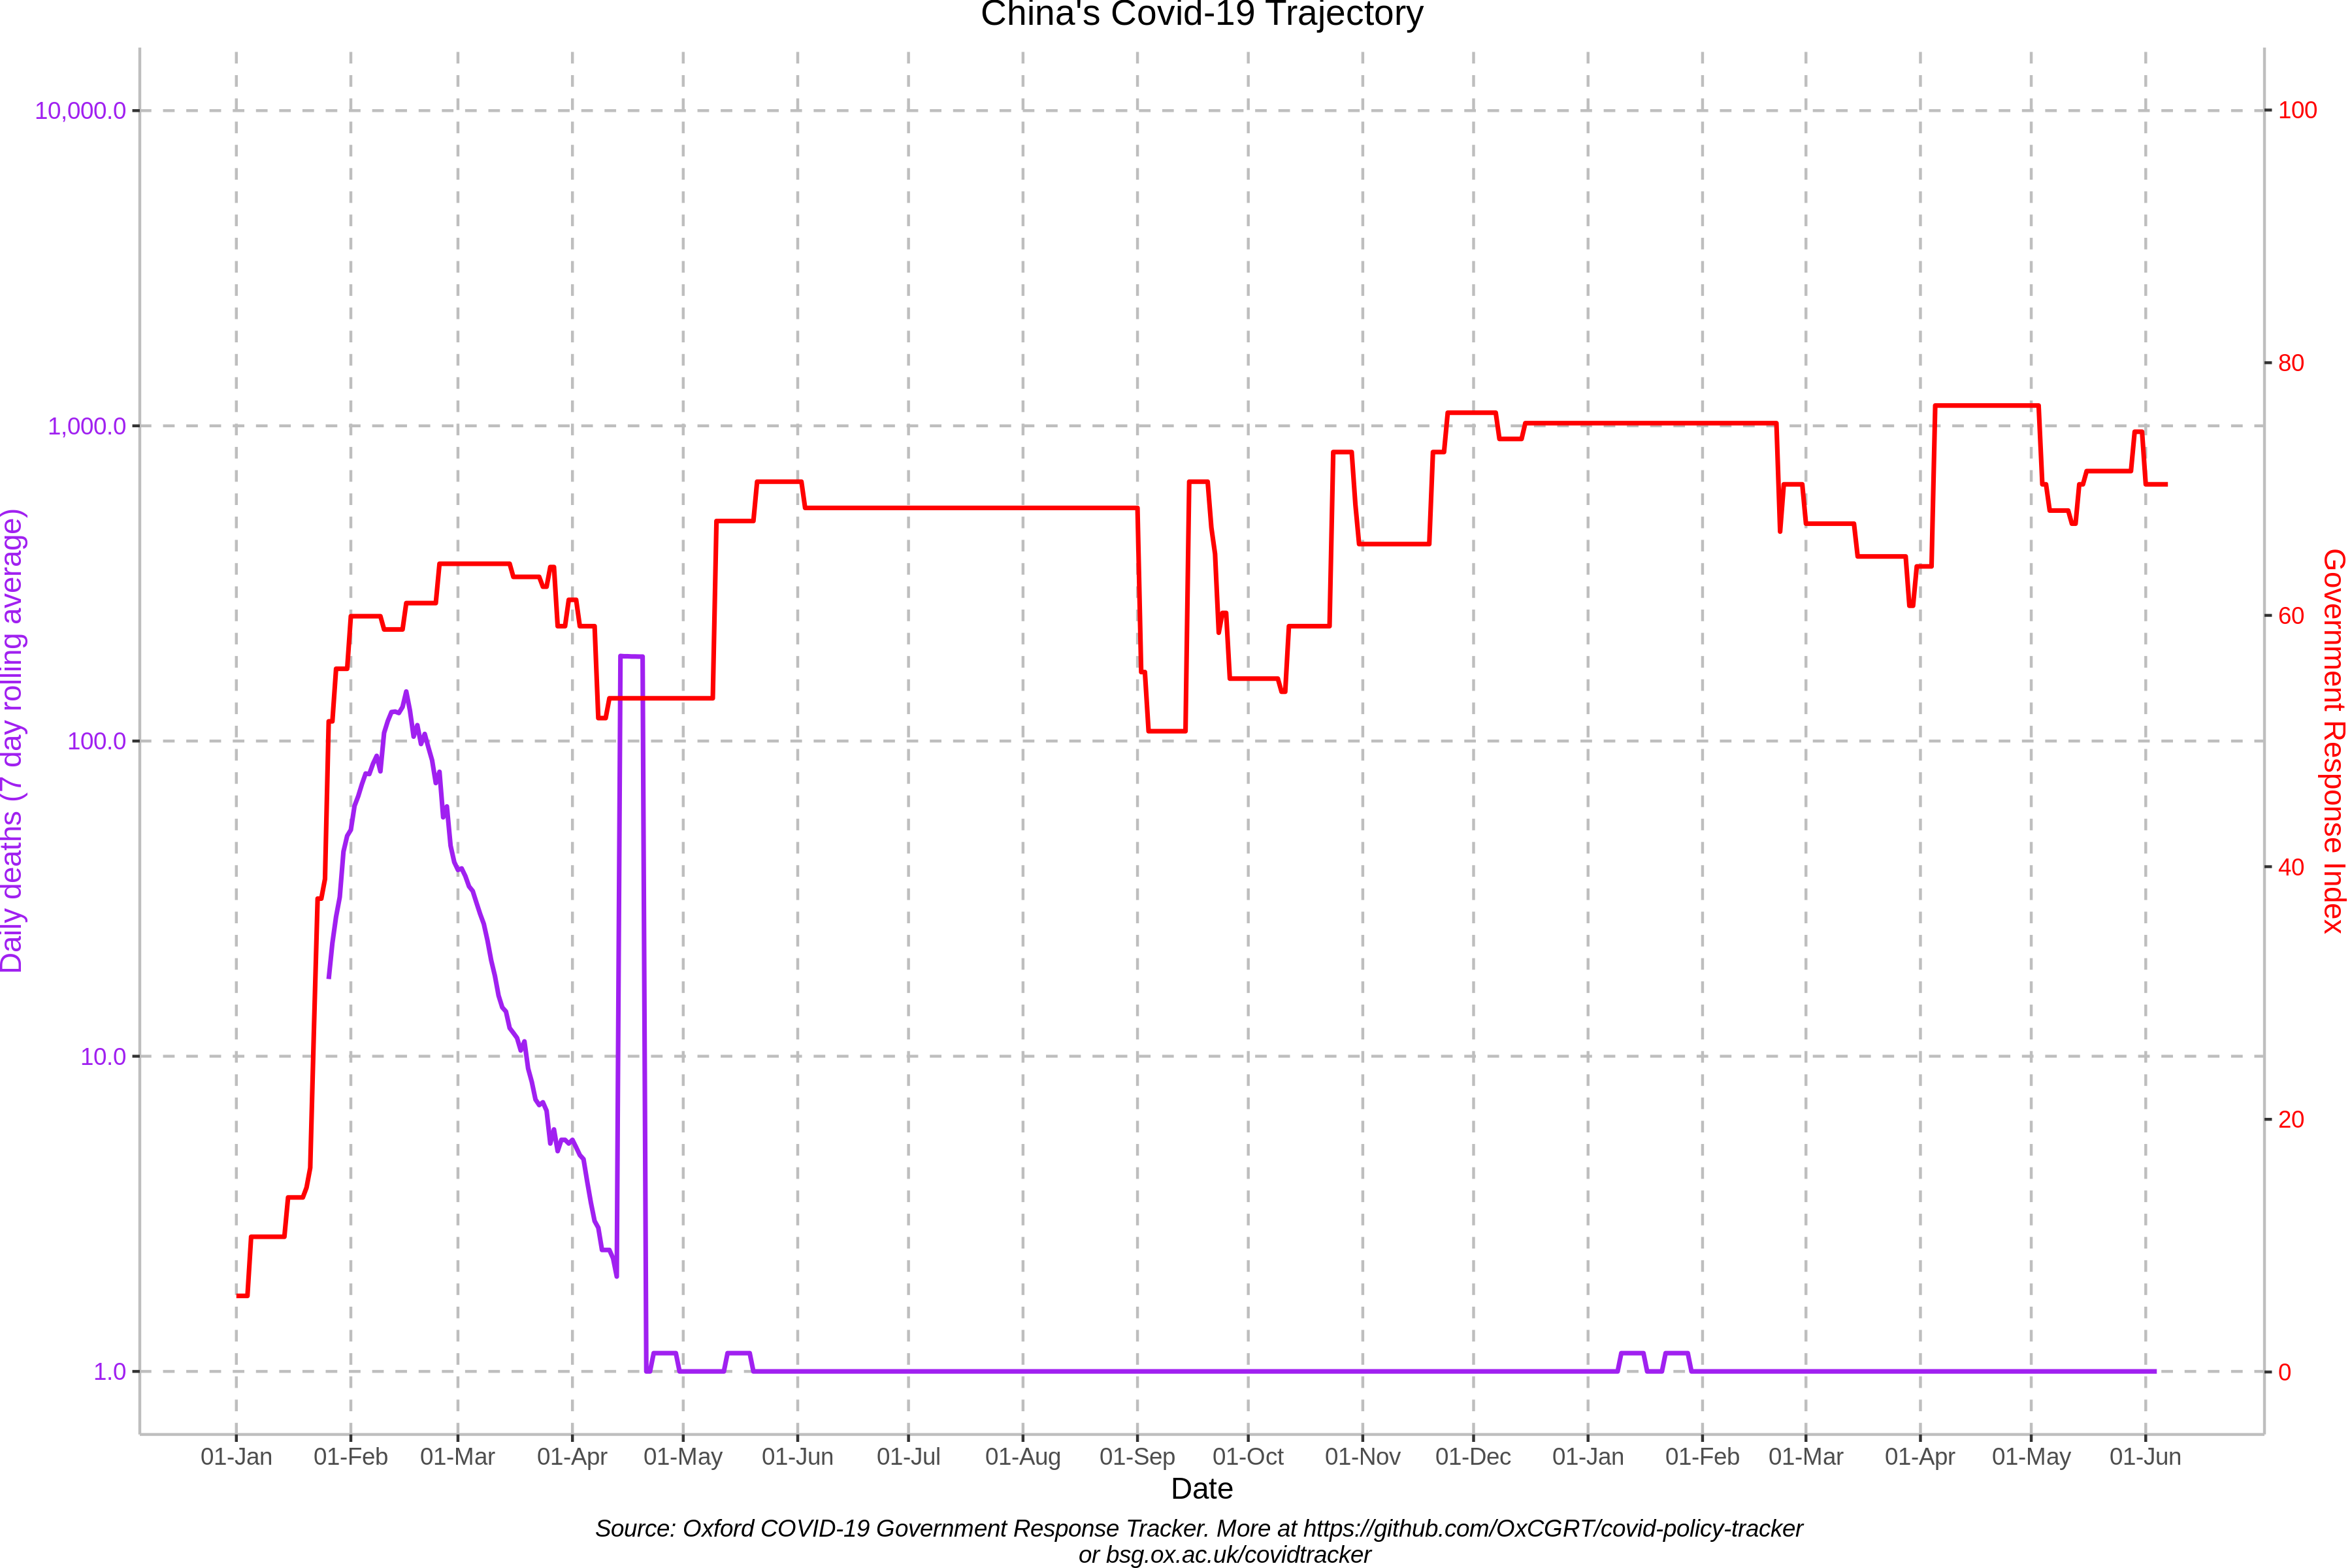 China's Covid-19 Trajectory
10,000.0
1,000.0
100.0
10.0
1.0
Daily deaths (7 day rolling average)
100
80
60
40
20
0
Government Response Index
01-Jan 01-Feb 01-Mar 01-Apr 01-May 01-Jun 01-Jul 01-Aug 01-Sep 01-Oct 01-Nov 01-Dec 01-Jan 01-Feb 01-Mar 01-Apr 01-May 01-Jun
Date
Source: Oxford COVID-19 Government Response Tracker. More at https://github.com/OxCGRT/covid-policy-tracker
or bsg.ox.ac.uk/covidtracker